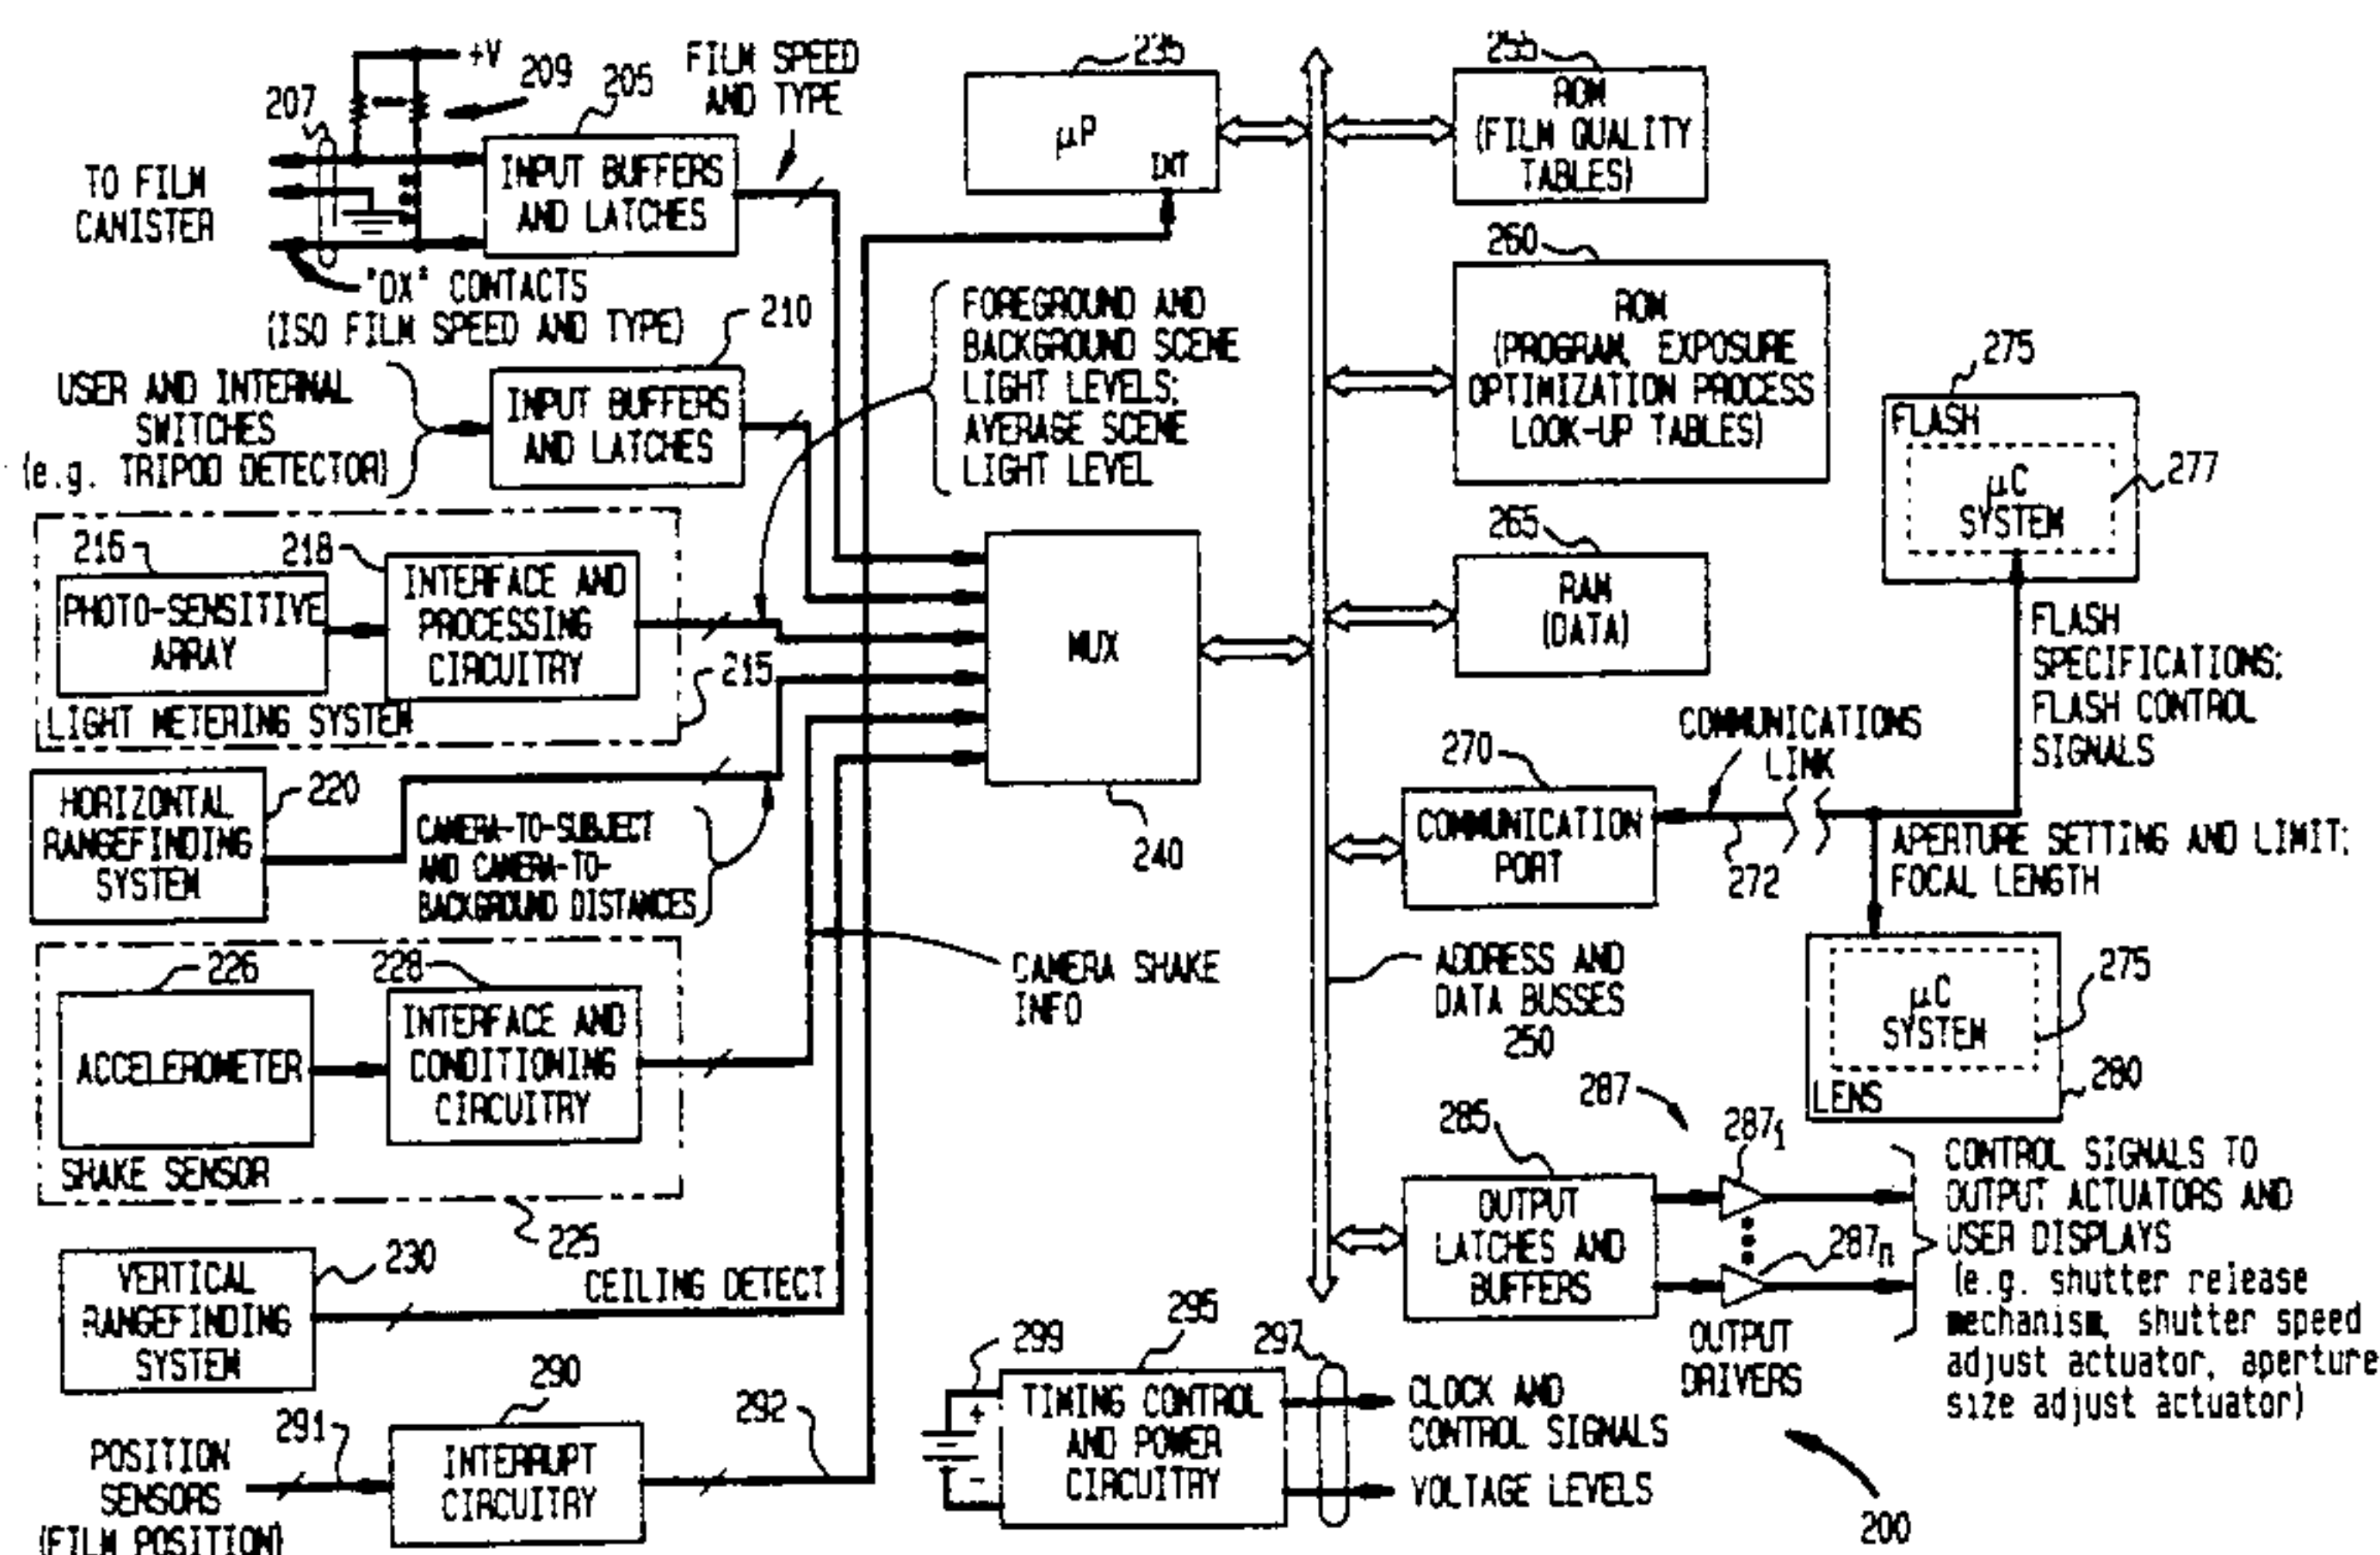 +V
207
209
205
FILM SPEED
AND TYPE
TO FILM
CANISTER
INPUT BUFFERS
AND LATCHES
"DX" CONTACTS
(ISO FILM SPEED AND TYPE)
210
USER AND INTERNAL
SWITCHES
(e.g. TRIPOD DETECTOR)
INPUT BUFFERS
AND LATCHES
FOREGROUND AND
BACKGROUND SCENE
LIGHT LEVELS;
AVERAGE SCENE
LIGHT LEVEL
216
218
PHOTO-SENSITIVE
ARRAY
INTERFACE AND
PROCESSING
CIRCUITRY
LIGHT METERING SYSTEM
215
HORIZONTAL
RANGEFINDING
SYSTEM
220
CAMERA-TO-SUBJECT
AND CAMERA-TO-
BACKGROUND DISTANCES
226
228
ACCELEROMETER
INTERFACE AND
CONDITIONING
CIRCUITRY
SHAKE SENSOR
225
CAMERA SHAKE
INFO
VERTICAL
RANGEFINDING
SYSTEM
230
CEILING DETECT
290
291
292
POSITION
SENSORS
(FILM POSITION)
INTERRUPT
CIRCUITRY
235
μP
INT
MUX
240
255
ROM
(FILM QUALITY
TABLES)
260
ROM
(PROGRAM, EXPOSURE
OPTIMIZATION PROCESS
LOOK-UP TABLES)
265
RAM
(DATA)
270
COMMUNICATION
PORT
COMMUNICATIONS
LINK
272
275
FLASH
μC
SYSTEM
277
FLASH
SPECIFICATIONS;
FLASH CONTROL
SIGNALS
APERTURE SETTING AND LIMIT;
FOCAL LENGTH
μC
SYSTEM
275
LENS
280
ADDRESS AND
DATA BUSSES
250
285
OUTPUT
LATCHES AND
BUFFERS
287
287₁
287ₙ
OUTPUT
DRIVERS
CONTROL SIGNALS TO
OUTPUT ACTUATORS AND
USER DISPLAYS
(e.g. shutter release
mechanism, shutter speed
adjust actuator, aperture
size adjust actuator)
299
+
-
295
TIMING CONTROL
AND POWER
CIRCUITRY
297
CLOCK AND
CONTROL SIGNALS
VOLTAGE LEVELS
200